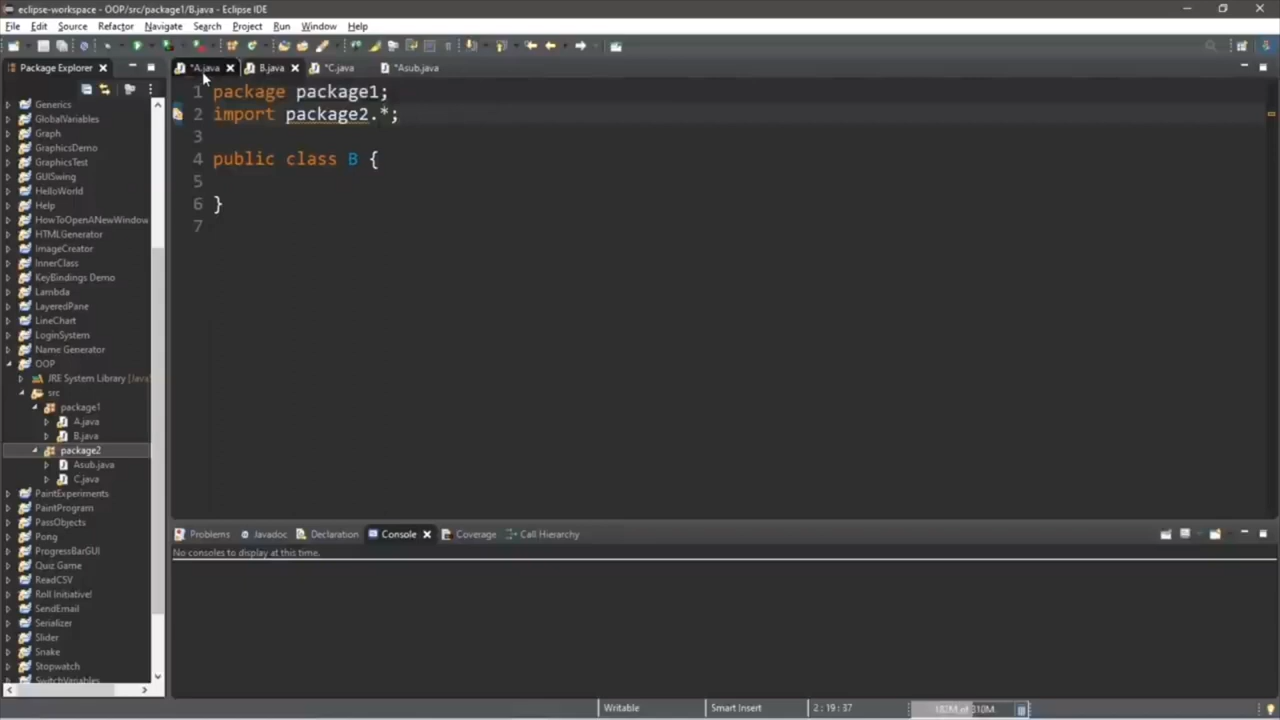 eclipse-workspace - OOP/src/package1/B.java - Eclipse IDE
File Edit Source Refactor Navigate Search Project Run Window Help
Package Explorer
*A.java B.java *C.java *Asub.java
Generics
GlobalVariables
Graph
GraphicsDemo
GraphicsTest
GUISwing
HelloWorld
Help
HowToOpenANewWindow
HTMLGenerator
ImageCreator
InnerClass
KeyBindings Demo
Lambda
LayeredPane
LineChart
LoginSystem
Name Generator
OOP
JRE System Library [Java
src
package1
A.java
B.java
package2
Asub.java
C.java
PaintExperiments
PaintProgram
PassObjects
Pong
ProgressBarGUI
Quiz Game
ReadCSV
Roll Initiative!
SendEmail
Serializer
Slider
Snake
Stopwatch
SwitchVariables
1 package package1;
2 import package2.*;
3
4 public class B {
5
6 }
7
Problems Javadoc Declaration Console Coverage Call Hierarchy
No consoles to display at this time.
Writable Smart Insert 2 : 19 : 37 of 310M